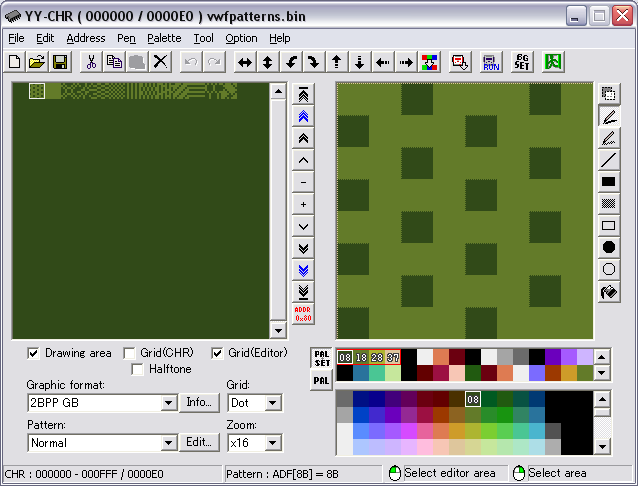 YY-CHR ( 000000 / 0000E0 ) vwfpatterns.bin
File Edit Address Pen Palette Tool Option Help
RUN
BG SET
ADDR
0x80
Drawing area Grid(CHR) Grid(Editor)
Halftone
Graphic format: Grid:
2BPP GB Info... Dot
Pattern: Zoom:
Normal Edit... x16
PAL SET
PAL
08 18 28 37
08
CHR : 000000 - 000FFF / 0000E0 Pattern : ADF[8B] = 8B Select editor area Select area